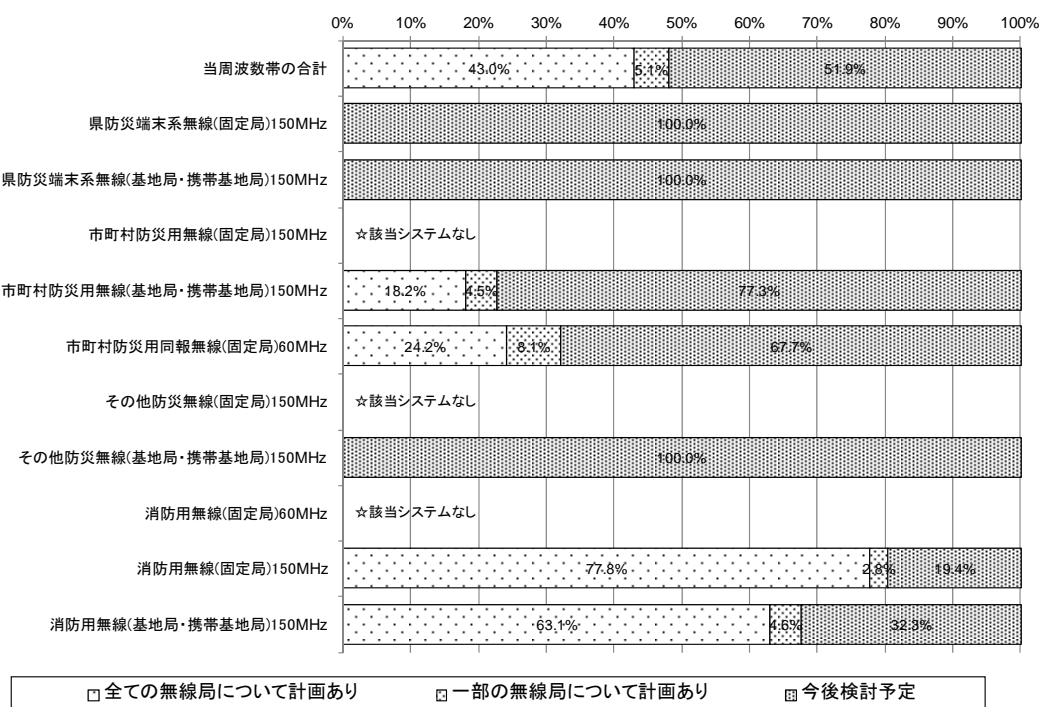 0% 10% 20% 30% 40% 50% 60% 70% 80% 90% 100%
当周波数帯の合計 43.0% 5.1% 51.9%
県防災端末系無線(固定局)150MHz 100.0%
県防災端末系無線(基地局・携帯基地局)150MHz 100.0%
市町村防災用無線(固定局)150MHz ☆該当システムなし
市町村防災用無線(基地局・携帯基地局)150MHz 18.2% 4.5% 77.3%
市町村防災用同報無線(固定局)60MHz 24.2% 8.1% 67.7%
その他防災無線(固定局)150MHz ☆該当システムなし
その他防災無線(基地局・携帯基地局)150MHz 100.0%
消防用無線(固定局)60MHz ☆該当システムなし
消防用無線(固定局)150MHz 77.8% 2.8% 19.4%
消防用無線(基地局・携帯基地局)150MHz 63.1% 4.6% 32.3%
全ての無線局について計画あり 一部の無線局について計画あり 今後検討予定